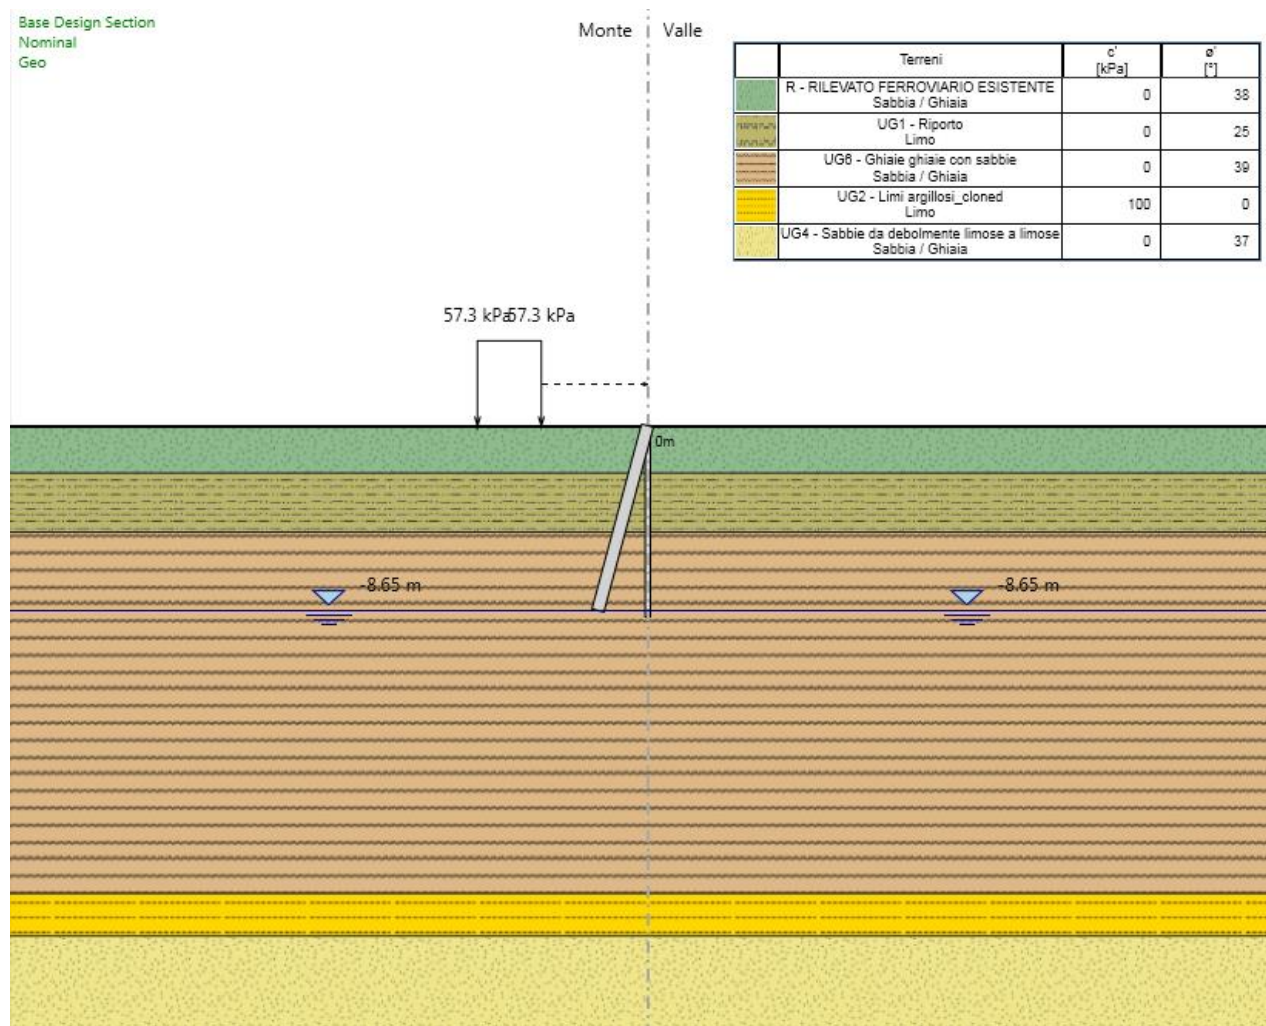 Base Design Section
Nominal
Geo
Monte
Valle
Terreni
c'
[kPa]
ø'
[°]
R - RILEVATO FERROVIARIO ESISTENTE
Sabbia / Ghiaia
0
38
UG1 - Riporto
Limo
0
25
UG6 - Ghiaie ghiaie con sabbie
Sabbia / Ghiaia
0
39
UG2 - Limi argillosi_cloned
Limo
100
0
UG4 - Sabbie da debolmente limose a limose
Sabbia / Ghiaia
0
37
57.3 kPa
57.3 kPa
0m
-8.65 m
-8.65 m